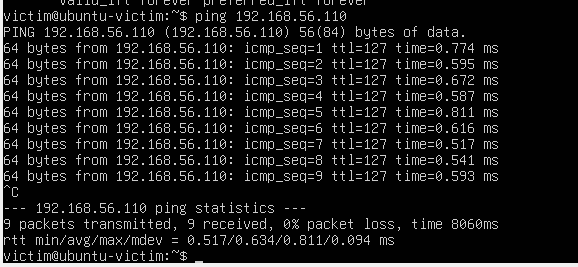 valid_lft forever preferred_lft forever
victim@ubuntu-victim:~$ ping 192.168.56.110
PING 192.168.56.110 (192.168.56.110) 56(84) bytes of data.
64 bytes from 192.168.56.110: icmp_seq=1 ttl=127 time=0.774 ms
64 bytes from 192.168.56.110: icmp_seq=2 ttl=127 time=0.595 ms
64 bytes from 192.168.56.110: icmp_seq=3 ttl=127 time=0.672 ms
64 bytes from 192.168.56.110: icmp_seq=4 ttl=127 time=0.587 ms
64 bytes from 192.168.56.110: icmp_seq=5 ttl=127 time=0.811 ms
64 bytes from 192.168.56.110: icmp_seq=6 ttl=127 time=0.616 ms
64 bytes from 192.168.56.110: icmp_seq=7 ttl=127 time=0.517 ms
64 bytes from 192.168.56.110: icmp_seq=8 ttl=127 time=0.541 ms
64 bytes from 192.168.56.110: icmp_seq=9 ttl=127 time=0.593 ms
^C
--- 192.168.56.110 ping statistics ---
9 packets transmitted, 9 received, 0% packet loss, time 8060ms
rtt min/avg/max/mdev = 0.517/0.634/0.811/0.094 ms
victim@ubuntu-victim:~$ _